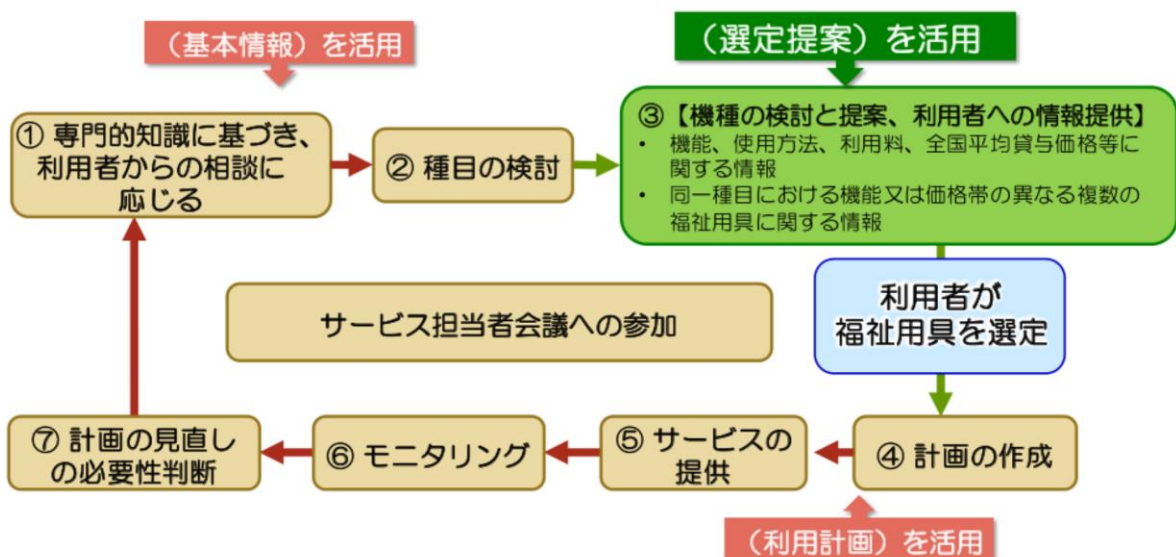 （基本情報）を活用
（選定提案）を活用
① 専門的知識に基づき、
利用者からの相談に
応じる
② 種目の検討
③【機種の検討と提案、利用者への情報提供】
・ 機能、使用方法、利用料、全国平均貸与価格等に
関する情報
・ 同一種目における機能又は価格帯の異なる複数の
福祉用具に関する情報
サービス担当者会議への参加
利用者が
福祉用具を選定
⑦ 計画の見直し
の必要性判断
⑥ モニタリング
⑤ サービスの
提供
④ 計画の作成
（利用計画）を活用